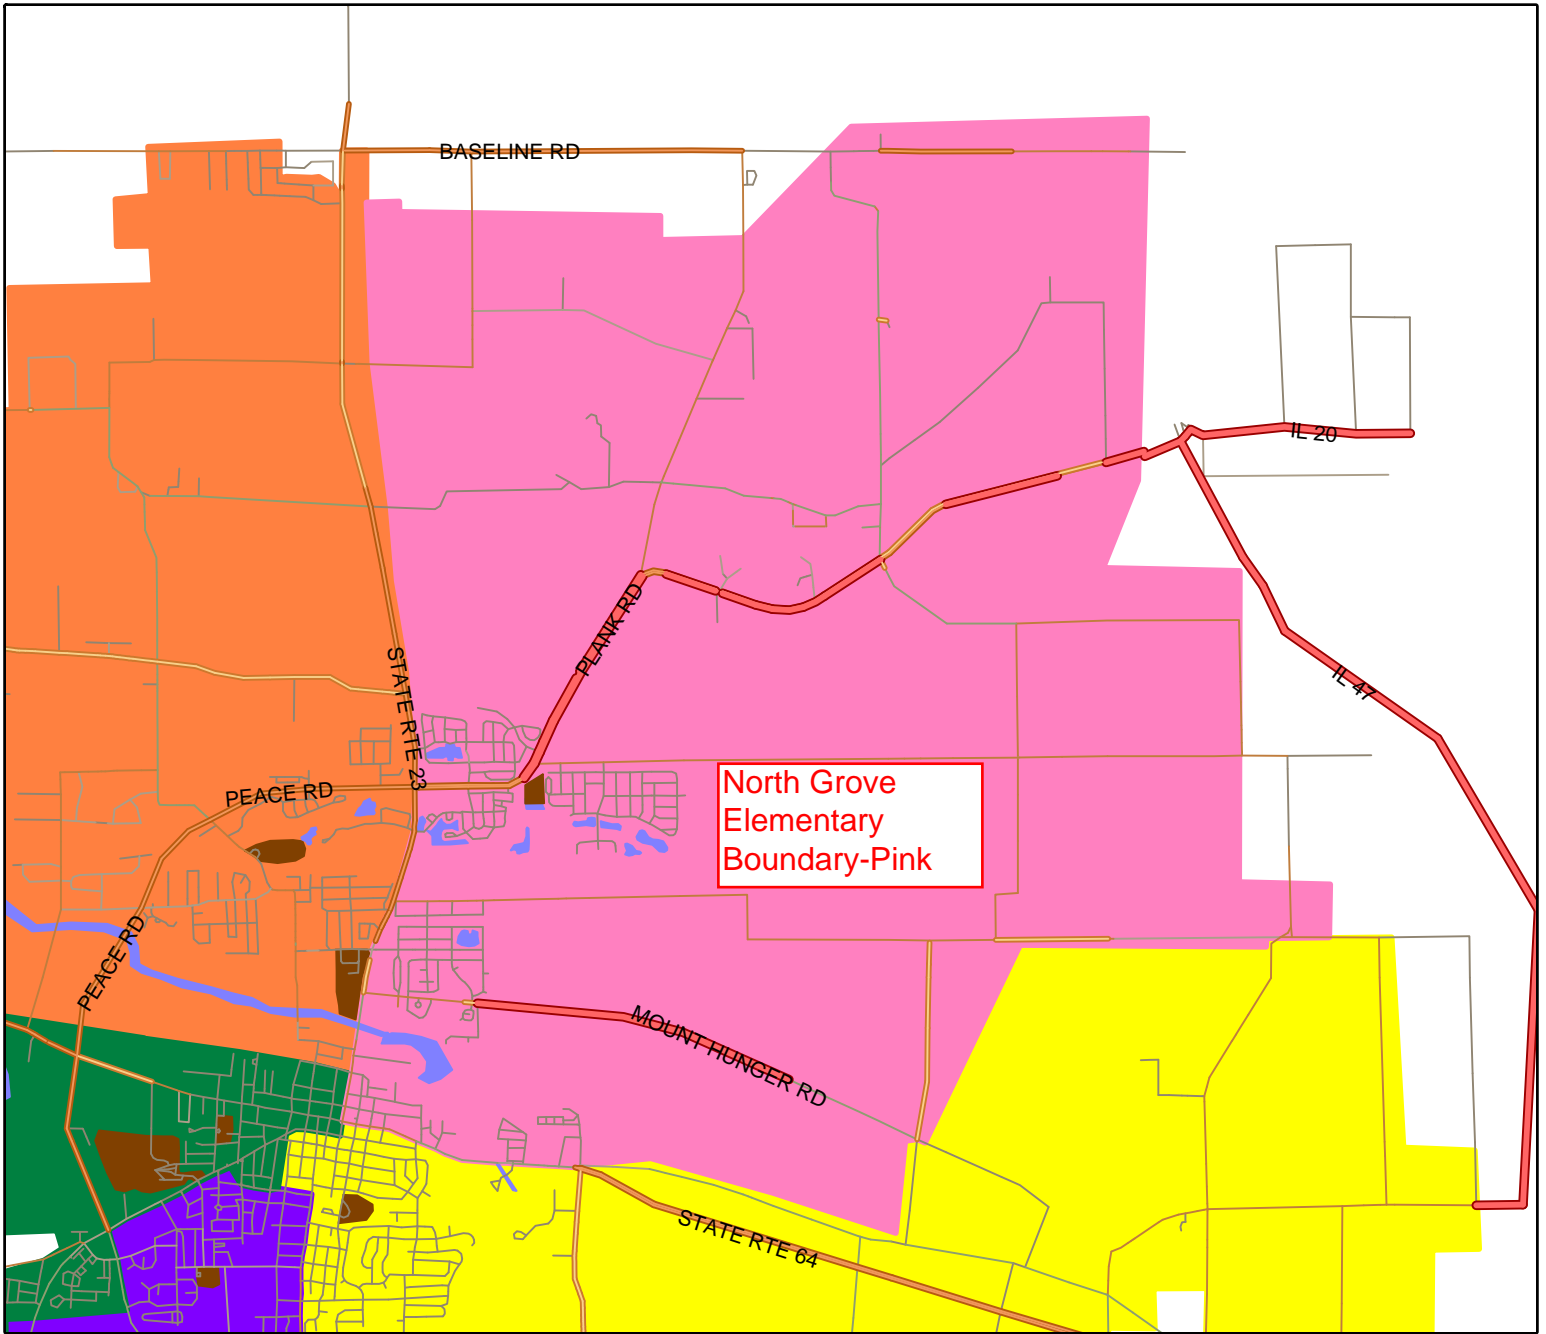 BASELINE RD
IL 20
PLANK RD
STATE RTE 23
IL 47
PEACE RD
North Grove
Elementary
Boundary-Pink
PEACE RD
MOUNT HUNGER RD
STATE RTE 64